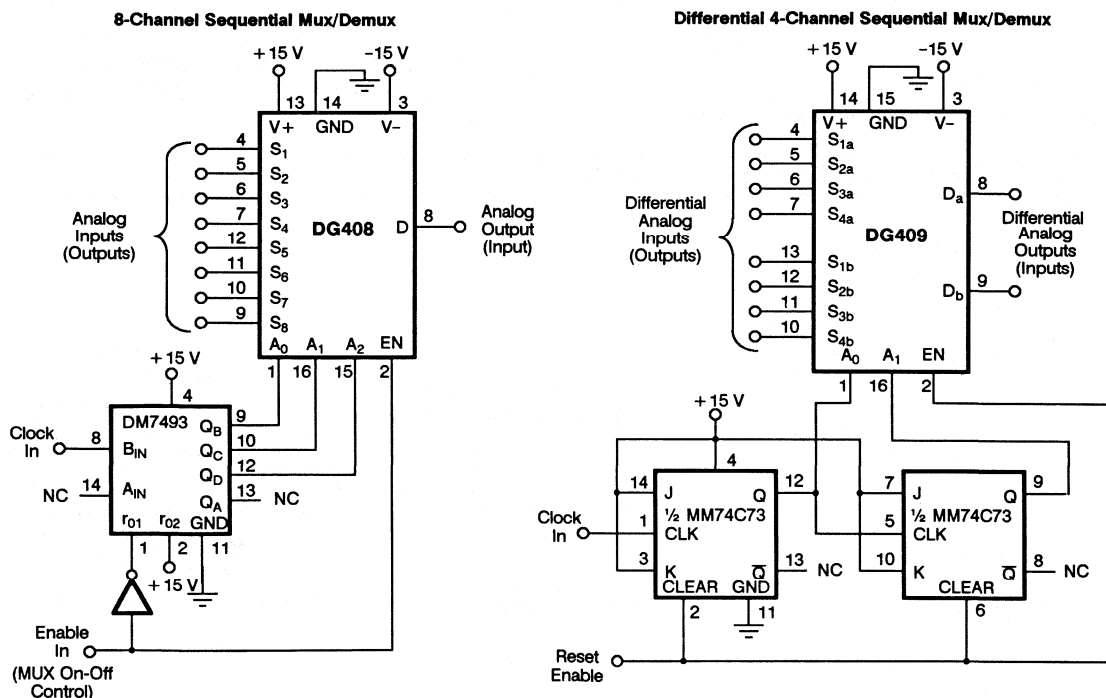 8-Channel Sequential Mux/Demux
+ 15 V
–15 V
13
14
3
V+
GND
V–
4
S1
5
S2
6
S3
7
S4
12
S5
11
S6
10
S7
9
S8
Analog
Inputs
(Outputs)
DG408
D
8
Analog
Output
(Input)
A0
A1
A2
EN
1
16
15
2
+ 15 V
4
DM7493
Clock
In
8
BIN
NC
14
AIN
QB
9
QC
10
QD
12
QA
13
NC
r01
r02
GND
1
2
11
+ 15 V
Enable
In
(MUX On-Off
Control)
Differential 4-Channel Sequential Mux/Demux
+ 15 V
–15 V
14
15
3
V+
GND
V–
4
S1a
5
S2a
6
S3a
7
S4a
13
S1b
12
S2b
11
S3b
10
S4b
Differential
Analog
Inputs
(Outputs)
DG409
Da
8
Db
9
Differential
Analog
Outputs
(Inputs)
A0
A1
EN
1
16
2
+ 15 V
4
14
J
Q
12
½ MM74C73
Clock
In
1
CLK
3
K
Q̅
13
NC
CLEAR
GND
2
11
7
J
Q
9
½ MM74C73
5
CLK
10
K
Q̅
8
NC
CLEAR
6
Reset
Enable